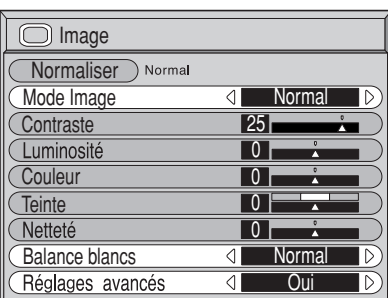 Image
Normaliser Normal
Mode Image Normal
Contraste 25
Luminosité 0
Couleur 0
Teinte 0
Netteté 0
Balance blancs Normal
Réglages avancés Oui